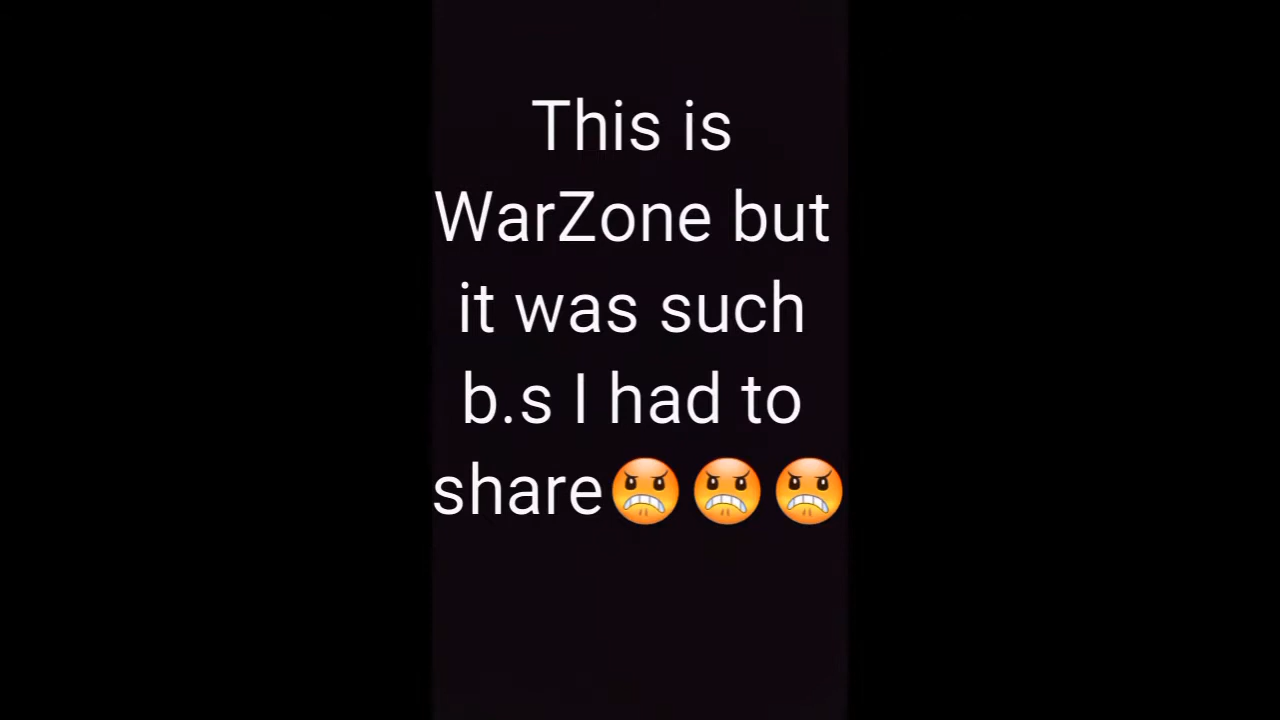 This is
WarZone but
it was such
b.s I had to
share😠😠😠